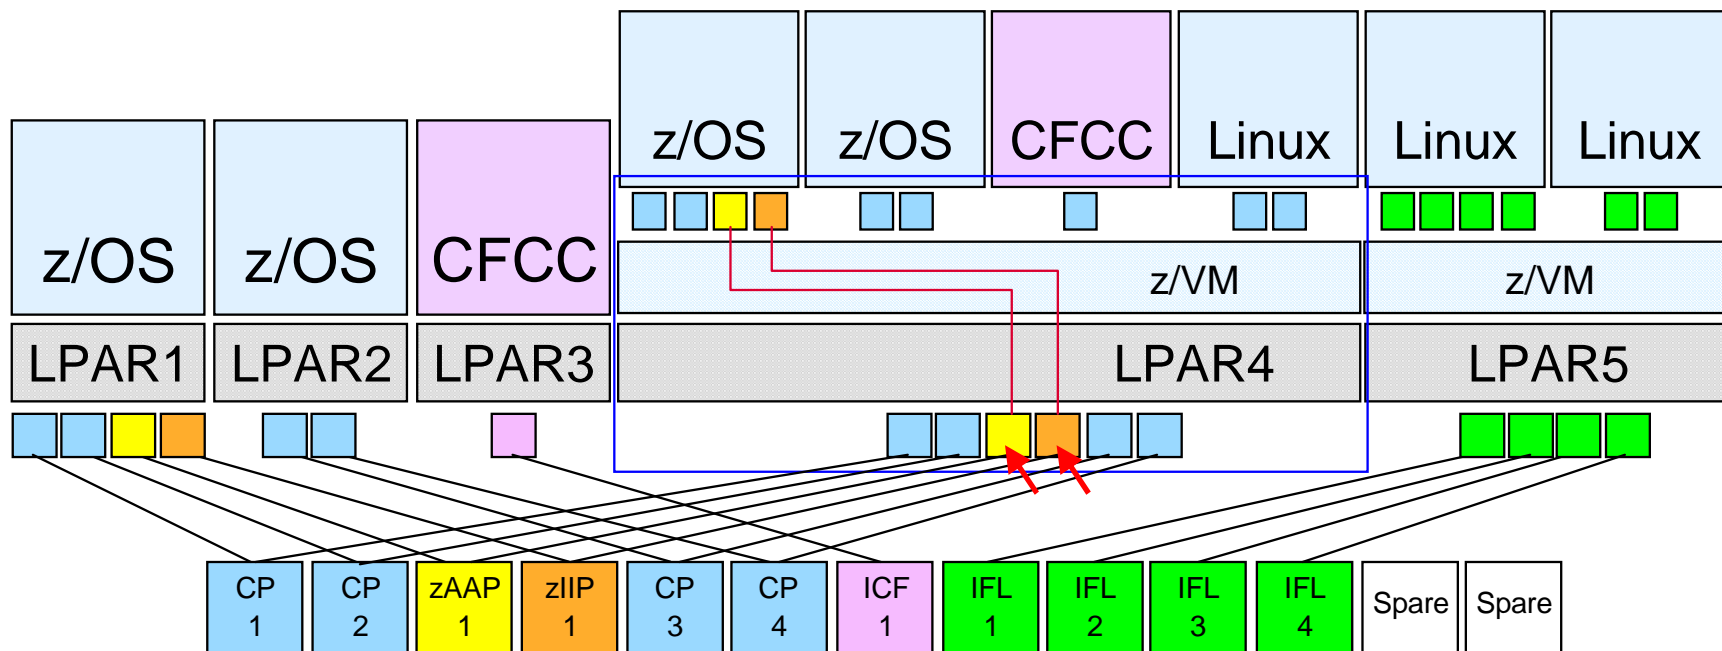 z/OS
z/OS
CFCC
Linux
Linux
Linux
z/OS
z/OS
CFCC
z/VM
z/VM
LPAR1
LPAR2
LPAR3
LPAR4
LPAR5
CP
1
CP
2
zAAP
1
zIIP
1
CP
3
CP
4
ICF
1
IFL
1
IFL
2
IFL
3
IFL
4
Spare
Spare